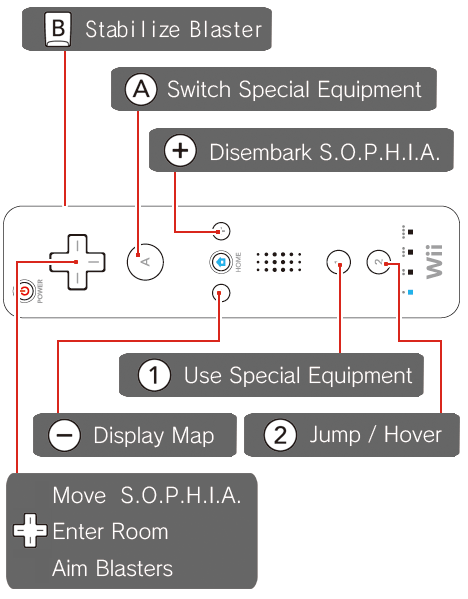 B Stabilize Blaster
A Switch Special Equipment
+ Disembark S.O.P.H.I.A.
A
HOME
POWER
1
2
Wii
1 Use Special Equipment
− Display Map
2 Jump / Hover
Move S.O.P.H.I.A.
Enter Room
Aim Blasters